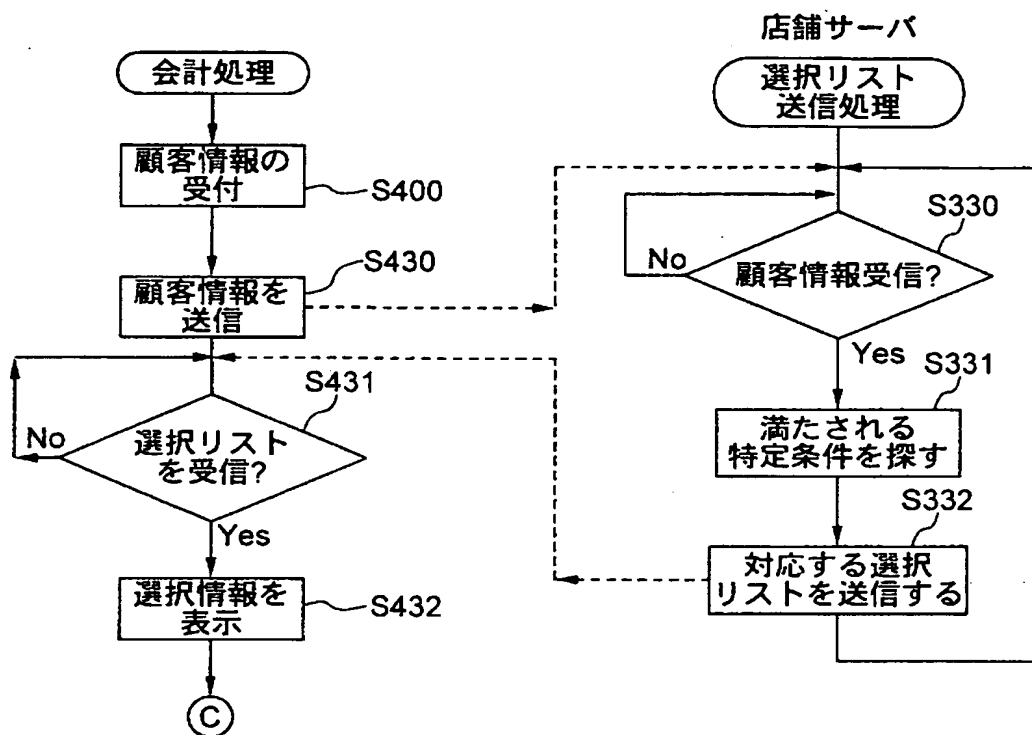 会計処理
顧客情報の
受付
S400
顧客情報を
送信
S430
選択リスト
を受信?
S431
No
Yes
選択情報を
表示
S432
C
店舗サーバ
選択リスト
送信処理
顧客情報受信?
S330
No
Yes
満たされる
特定条件を探す
S331
対応する選択
リストを送信する
S332